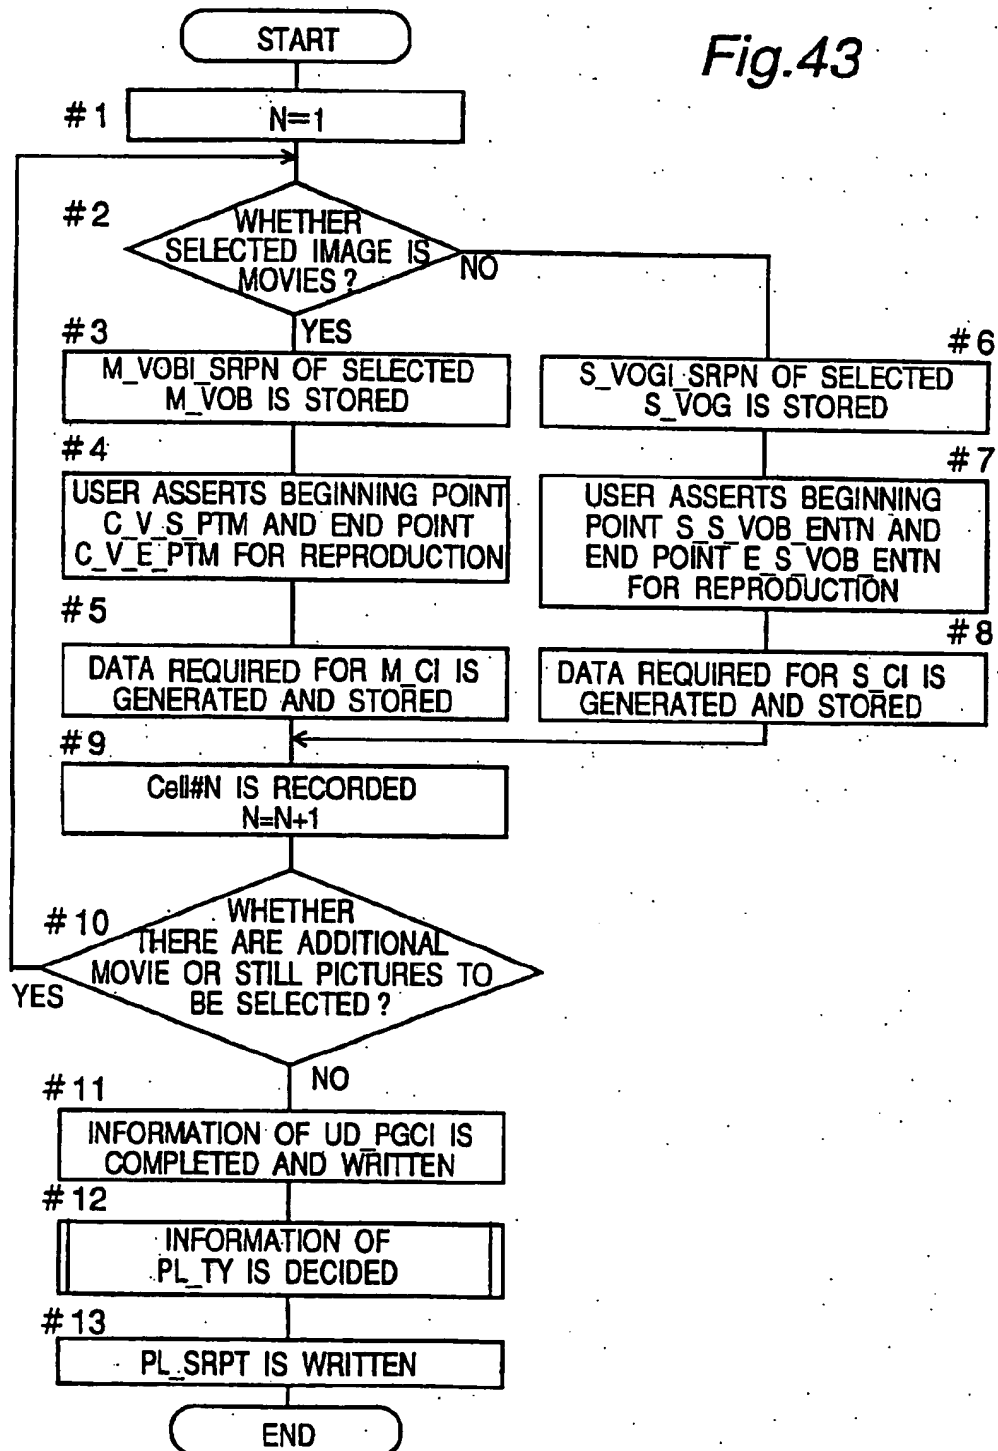 Fig.43
START
#1
N=1
#2
WHETHER
SELECTED IMAGE IS
MOVIES?
NO
YES
#3
M_VOBI_SRPN OF SELECTED
M_VOB IS STORED
#6
S_VOGI_SRPN OF SELECTED
S_VOG IS STORED
#4
USER ASSERTS BEGINNING POINT
C_V_S_PTM AND END POINT
C_V_E_PTM FOR REPRODUCTION
#7
USER ASSERTS BEGINNING
POINT S_S_VOB_ENTN AND
END POINT E_S_VOB_ENTN
FOR REPRODUCTION
#5
DATA REQUIRED FOR M_CI IS
GENERATED AND STORED
#8
DATA REQUIRED FOR S_CI IS
GENERATED AND STORED
#9
Cell#N IS RECORDED
N=N+1
#10
WHETHER
THERE ARE ADDITIONAL
MOVIE OR STILL PICTURES TO
BE SELECTED?
YES
NO
#11
INFORMATION OF UD_PGCI IS
COMPLETED AND WRITTEN
#12
INFORMATION OF
PL_TY IS DECIDED
#13
PL_SRPT IS WRITTEN
END